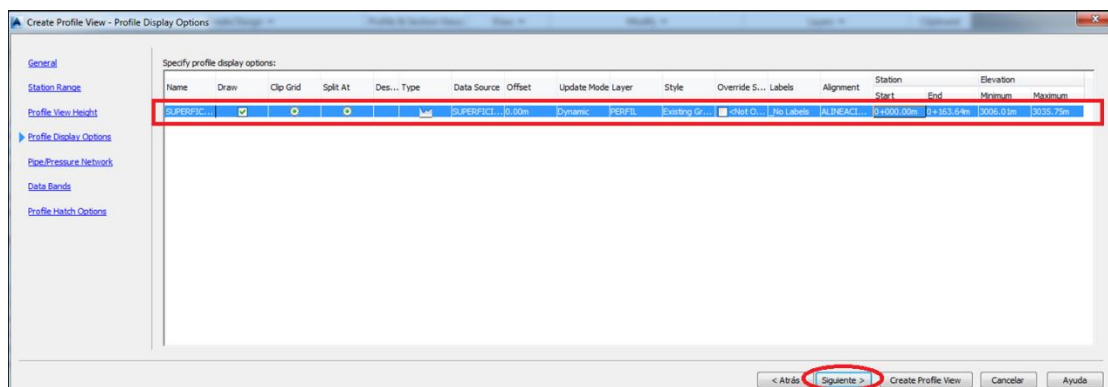 Create Profile View - Profile Display Options
General
Station Range
Profile View Height
Profile Display Options
Pipe/Pressure Network
Data Bands
Profile Hatch Options
Specify profile display options:
Station Elevation
Name Draw Clip Grid Split At Des... Type Data Source Offset Update Mode Layer Style Override S... Labels Alignment
Start End Minimum Maximum
SUPERFIC... SUPERFICI... 0.00m Dynamic PERFIL Existing Gr... <Not O... _No Labels ALINEACI... 0+000.00m 0+163.64m 3006.01m 3035.75m
< Atrás Siguiente > Create Profile View Cancelar Ayuda